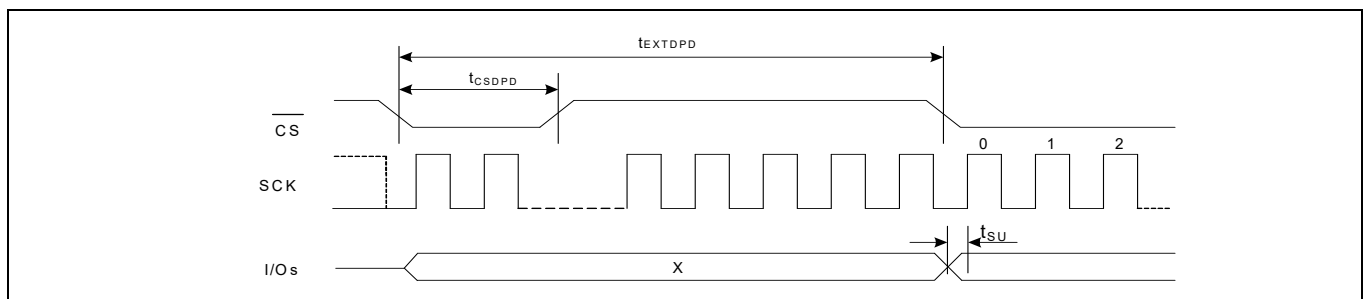 tEXTDPD
tCSDPD
CS
0 1 2
SCK
tSU
X
I/Os